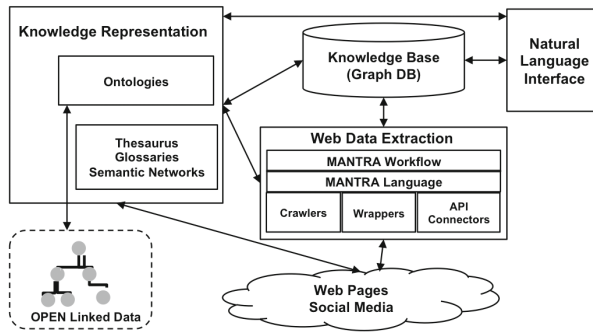 Knowledge Representation
Ontologies
Thesaurus
Glossaries
Semantic Networks
Knowledge Base
(Graph DB)
Natural
Language
Interface
Web Data Extraction
MANTRA Workflow
MANTRA Language
Crawlers
Wrappers
API
Connectors
OPEN Linked Data
Web Pages
Social Media